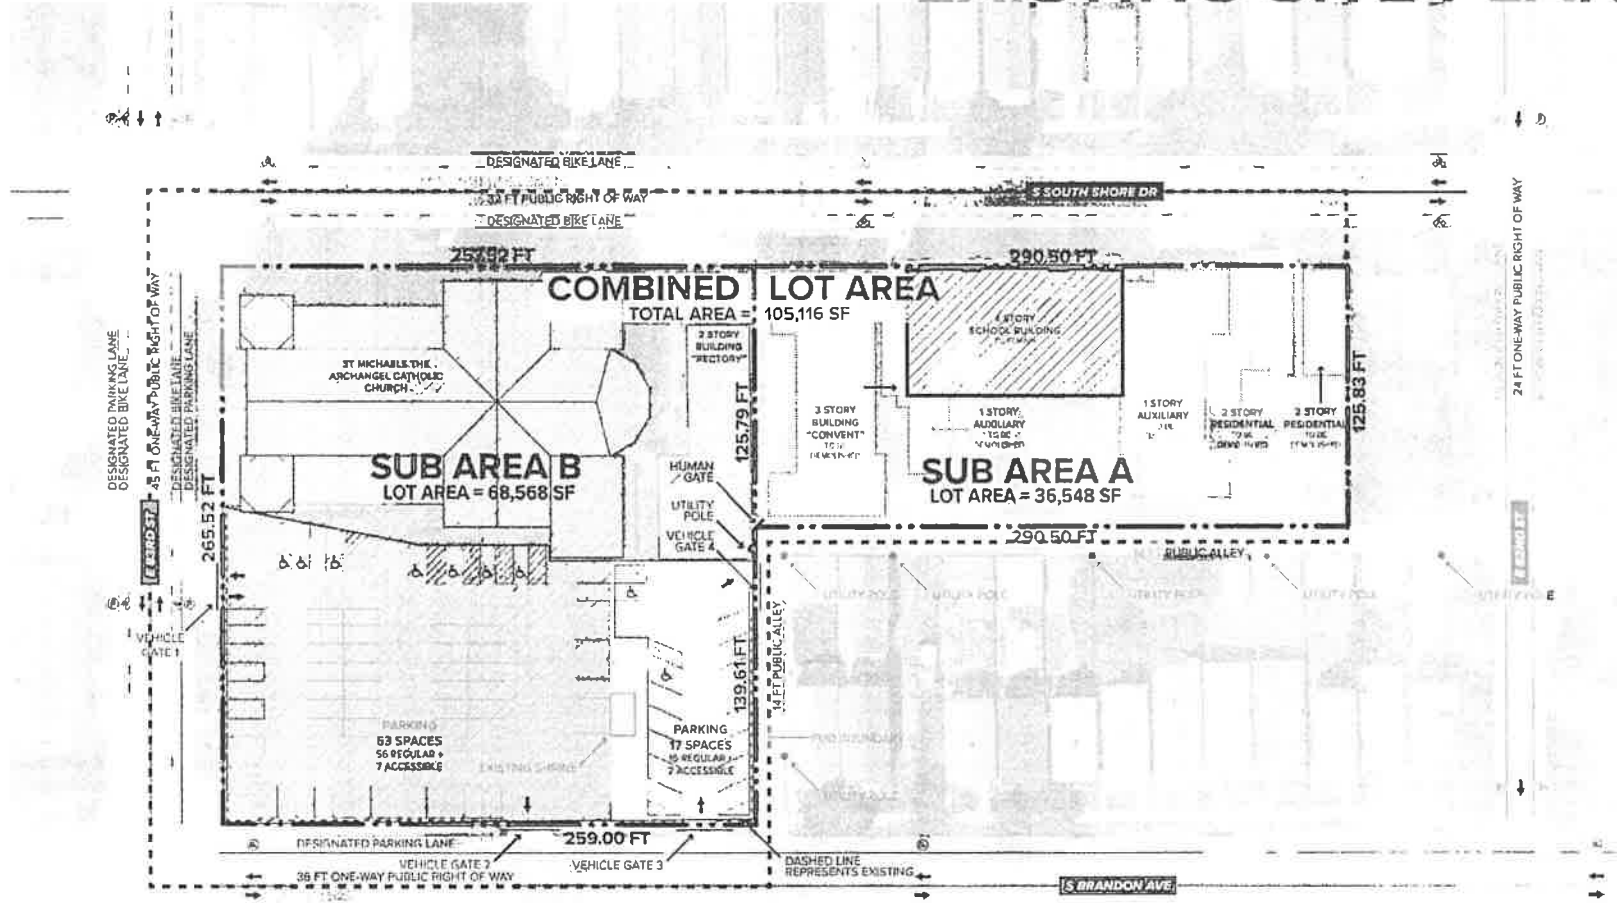 DESIGNATED BIKE LANE
S SOUTH SHORE DR
32 FT PUBLIC RIGHT OF WAY
DESIGNATED BIKE LANE
290.50 FT
COMBINED LOT AREA
TOTAL AREA = 105,116 SF
2 STORY
BUILDING
"RECTORY"
SCHOOL BUILDING
ST MICHAELS THE
ARCHANGEL CATHOLIC
CHURCH
125.79 FT
125.83 FT
3 STORY
BUILDING
"CONVENT"
1 STORY
AUXILIARY
1 STORY
AUXILIARY
2 STORY
RESIDENTIAL
2 STORY
RESIDENTIAL
SUB AREA B
LOT AREA = 68,568 SF
SUB AREA A
LOT AREA = 36,548 SF
HUMAN
GATE
UTILITY
POLE
VEHICLE
GATE 4
290.50 FT
PUBLIC ALLEY
DESIGNATED PARKING LANE
DESIGNATED BIKE LANE
45 FT ONE-WAY PUBLIC RIGHT OF WAY
DESIGNATED BIKE LANE
DESIGNATED PARKING LANE
265.52 FT
24 FT ONE-WAY PUBLIC RIGHT OF WAY
UTILITY POLE
UTILITY POLE
UTILITY POLE
UTILITY POLE
VEHICLE
GATE 1
139.61 FT
14 FT PUBLIC ALLEY
PARKING
63 SPACES
56 REGULAR +
7 ACCESSIBLE
EXISTING SHRINE
PARKING
17 SPACES
259.00 FT
DESIGNATED PARKING LANE
VEHICLE GATE 2
VEHICLE GATE 3
36 FT ONE-WAY PUBLIC RIGHT OF WAY
DASHED LINE
REPRESENTS EXISTING
S BRANDON AVE